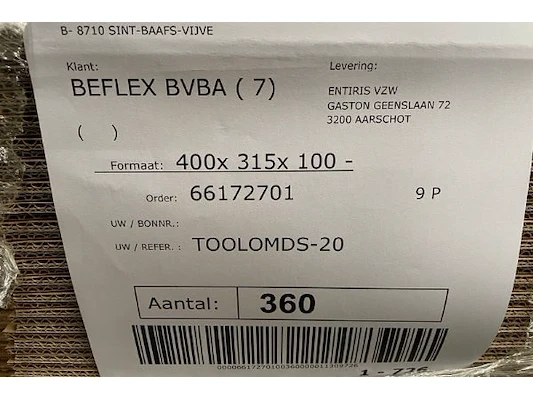 B- 8710 SINT-BAAFS-VIJVE
Klant:
BEFLEX BVBA ( 7)
( )
Levering:
ENTIRIS VZW
GASTON GEENSLAAN 72
3200 AARSCHOT
Formaat: 400x 315x 100 -
Order: 66172701 9 P
UW / BONNR.:
UW / REFER. : TOOLOMDS-20
Aantal: 360